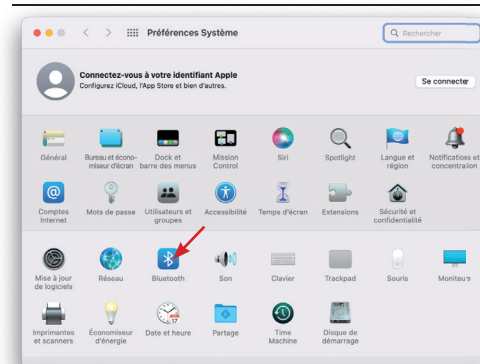 Préférences Système
Rechercher
Connectez-vous à votre identifiant Apple
Configurez iCloud, l'App Store et bien d'autres.
Se connecter
Général
Bureau et écono-
miseur d'écran
Dock et
barre des menus
Mission
Control
Siri
Spotlight
Langue et
région
Notifications et
concentration
Comptes
Internet
Mots de passe
Utilisateurs et
groupes
Accessibilité
Temps d'écran
Extensions
Sécurité et
confidentialité
Mise à jour
de logiciels
Réseau
Bluetooth
Son
Clavier
Trackpad
Souris
Moniteurs
Imprimantes
et scanners
Économiseur
d'énergie
17
Date et heure
Partage
Time
Machine
Disque de
démarrage